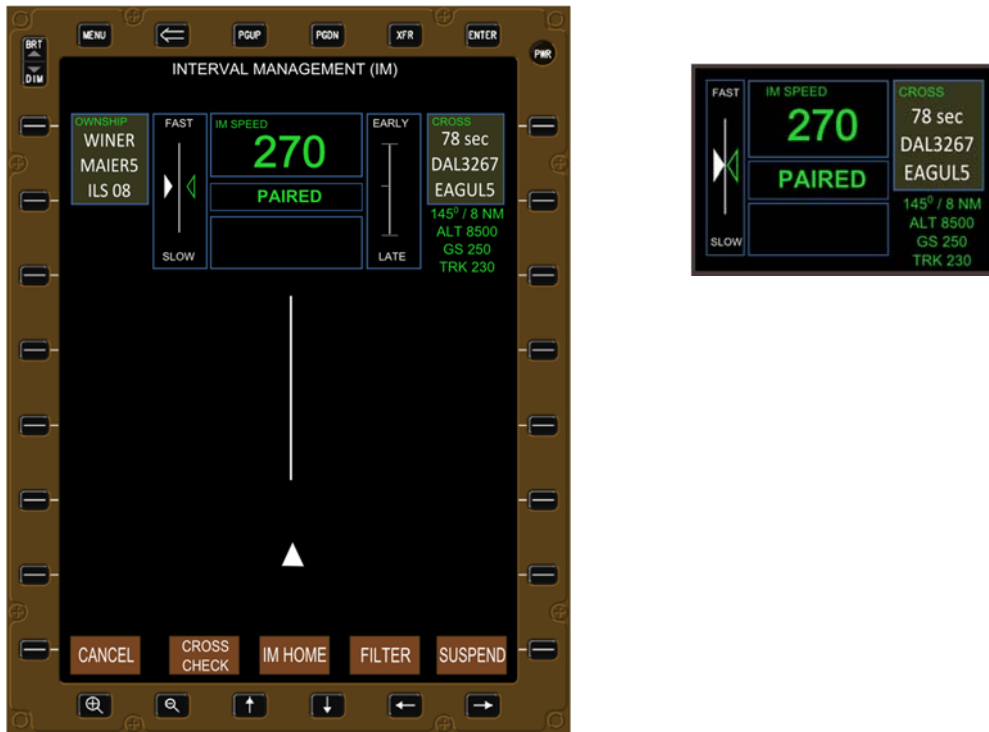 MENU
PGUP
PGDN
XFR
ENTER
BRT
DIM
PWR
INTERVAL MANAGEMENT (IM)
OWNSHIP
WINER
MAIER5
ILS 08
FAST
SLOW
IM SPEED
270
PAIRED
EARLY
LATE
CROSS
78 sec
DAL3267
EAGUL5
145⁰ / 8 NM
ALT 8500
GS 250
TRK 230
CANCEL
CROSS
CHECK
IM HOME
FILTER
SUSPEND
FAST
SLOW
IM SPEED
270
PAIRED
CROSS
78 sec
DAL3267
EAGUL5
145⁰ / 8 NM
ALT 8500
GS 250
TRK 230